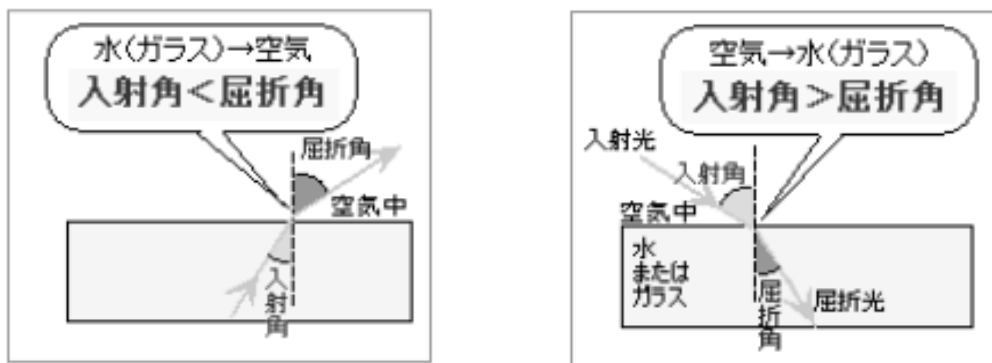 水(ガラス)→空気
入射角<屈折角
屈折角
空気中
入射角
空気→水(ガラス)
入射角>屈折角
入射光
入射角
空気中
水
または
ガラス
屈折角
屈折光